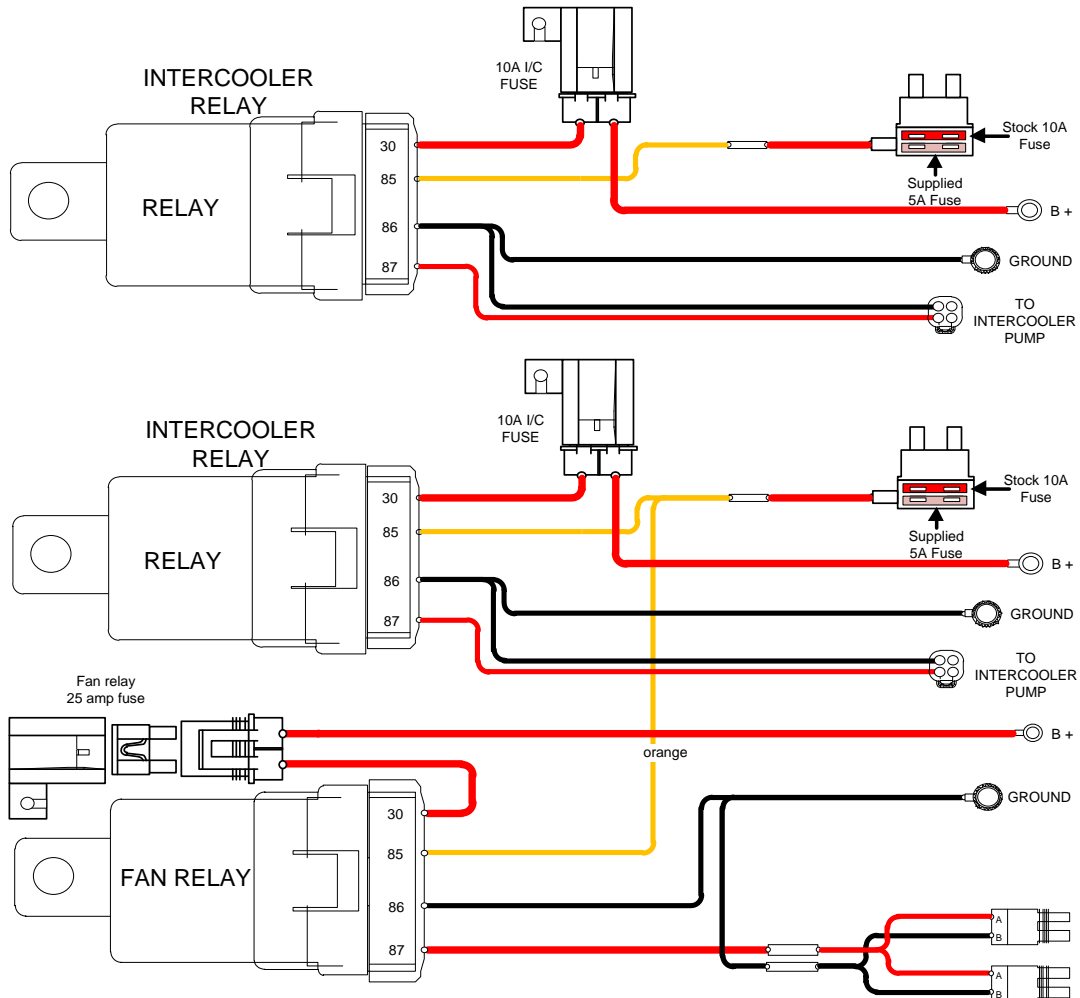 INTERCOOLER
RELAY
10A I/C
FUSE
Stock 10A
Fuse
Supplied
5A Fuse
RELAY
30
85
86
87
B +
GROUND
TO
INTERCOOLER
PUMP
INTERCOOLER
RELAY
10A I/C
FUSE
Stock 10A
Fuse
Supplied
5A Fuse
RELAY
30
85
86
87
B +
GROUND
TO
INTERCOOLER
PUMP
Fan relay
25 amp fuse
B +
orange
GROUND
FAN RELAY
30
85
86
87
A
B
A
B